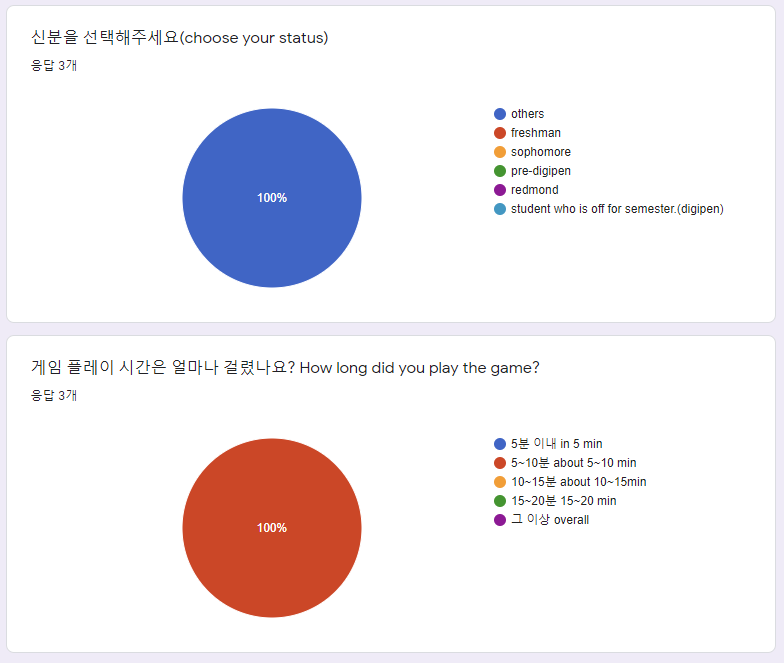 신분을 선택해주세요(choose your status)
응답 3개
100%
others
freshman
sophomore
pre-digipen
redmond
student who is off for semester.(digipen)
게임 플레이 시간은 얼마나 걸렸나요? How long did you play the game?
응답 3개
100%
5분 이내 in 5 min
5~10분 about 5~10 min
10~15분 about 10~15min
15~20분 15~20 min
그 이상 overall